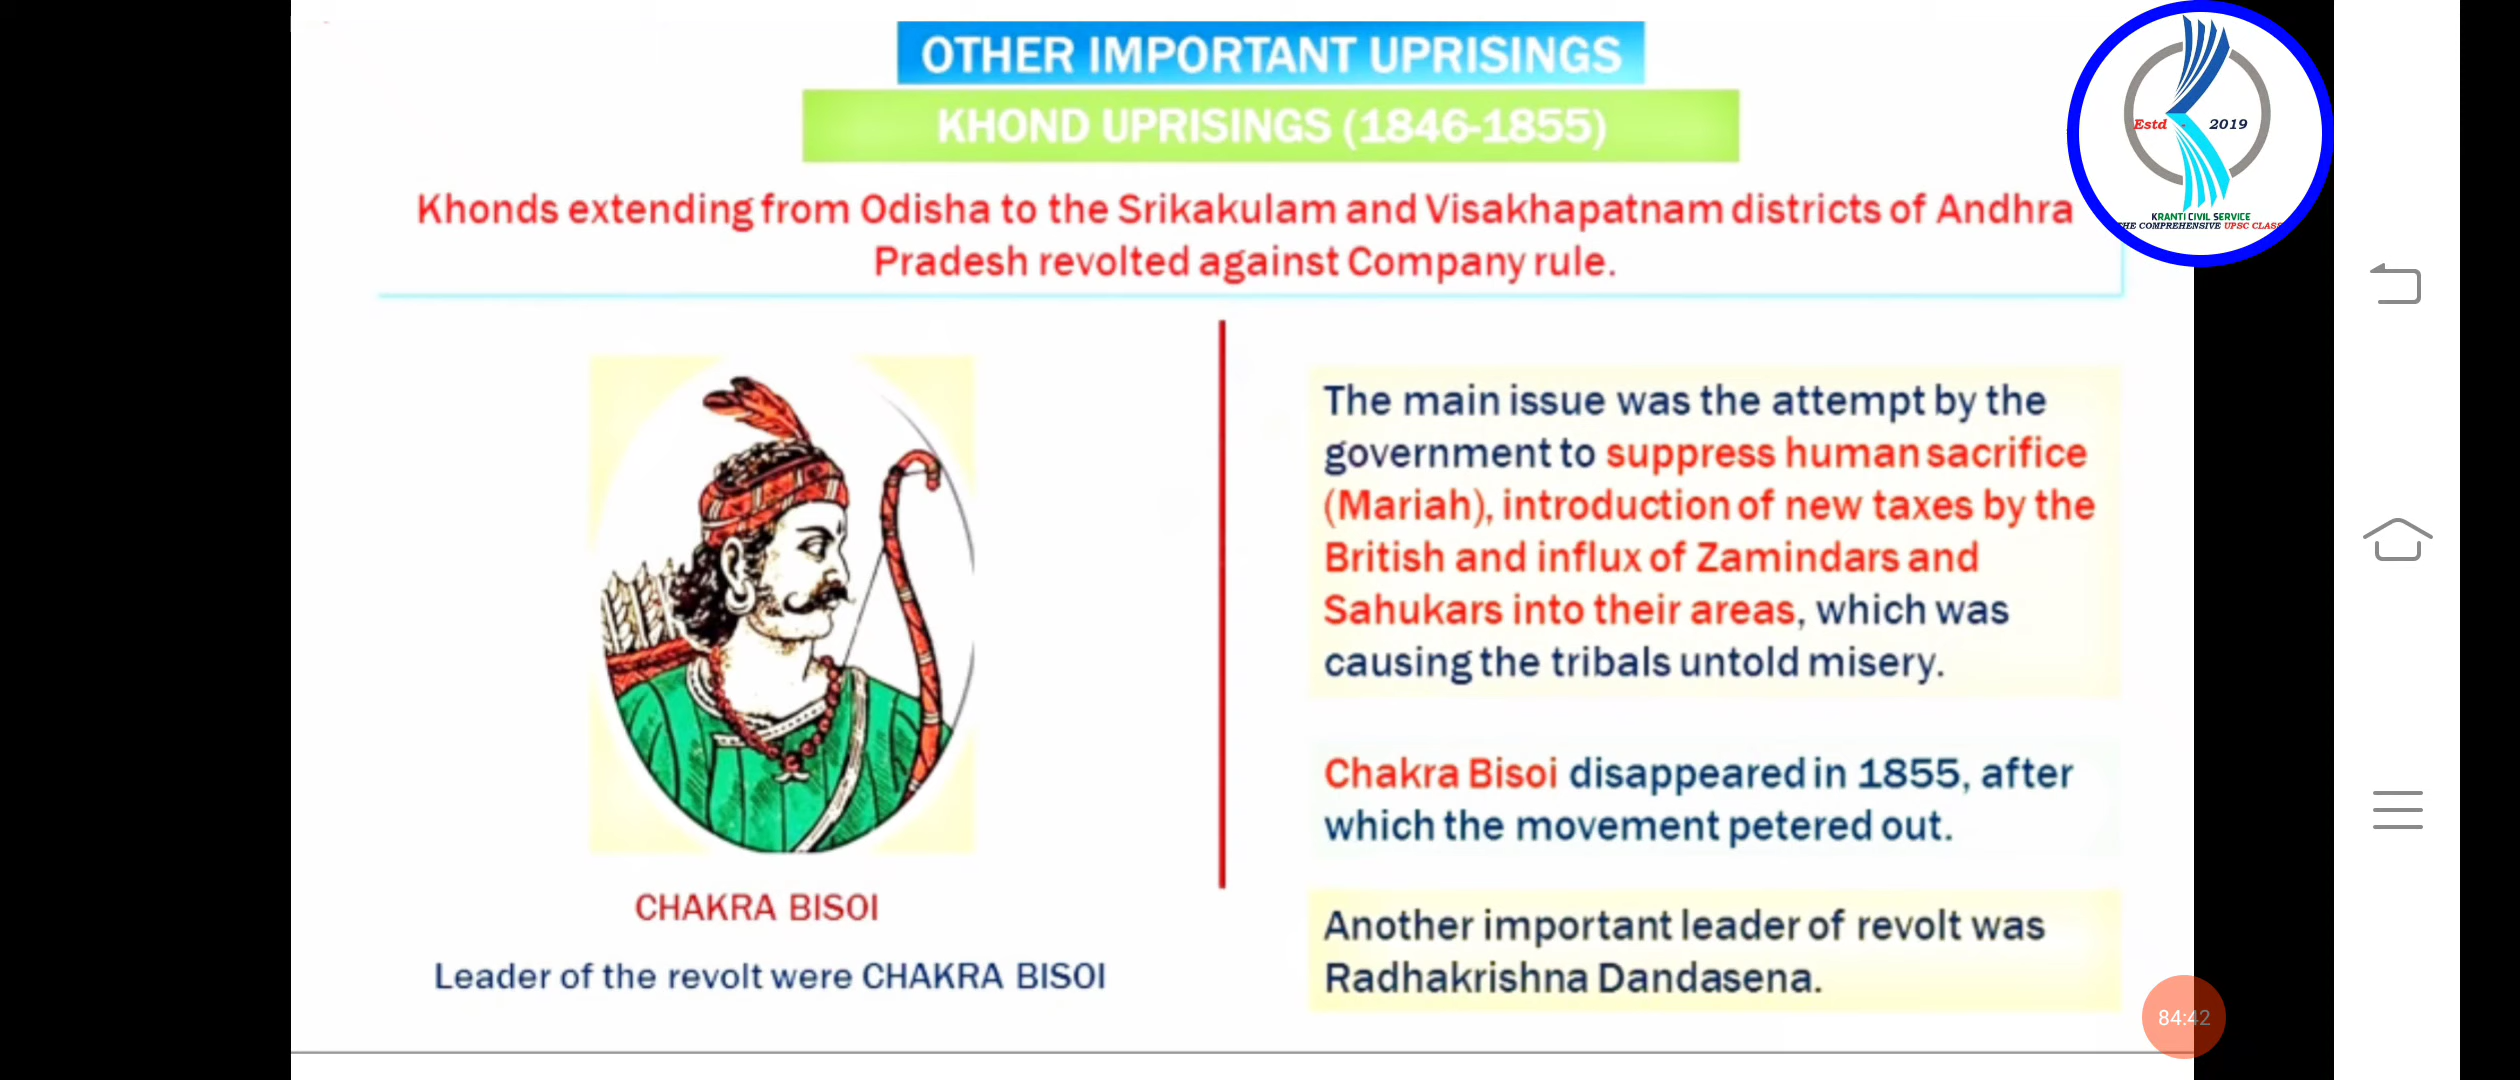 OTHER IMPORTANT UPRISINGS
KHOND UPRISINGS (1846-1855)
Estd - 2019
KRANTI CIVIL SERVICE
THE COMPREHENSIVE UPSC CLASS
Khonds extending from Odisha to the Srikakulam and Visakhapatnam districts of Andhra
Pradesh revolted against Company rule.
CHAKRA BISOI
Leader of the revolt were CHAKRA BISOI
The main issue was the attempt by the
government to suppress human sacrifice
(Mariah), introduction of new taxes by the
British and influx of Zamindars and
Sahukars into their areas, which was
causing the tribals untold misery.
Chakra Bisoi disappeared in 1855, after
which the movement petered out.
Another important leader of revolt was
Radhakrishna Dandasena.
84:42